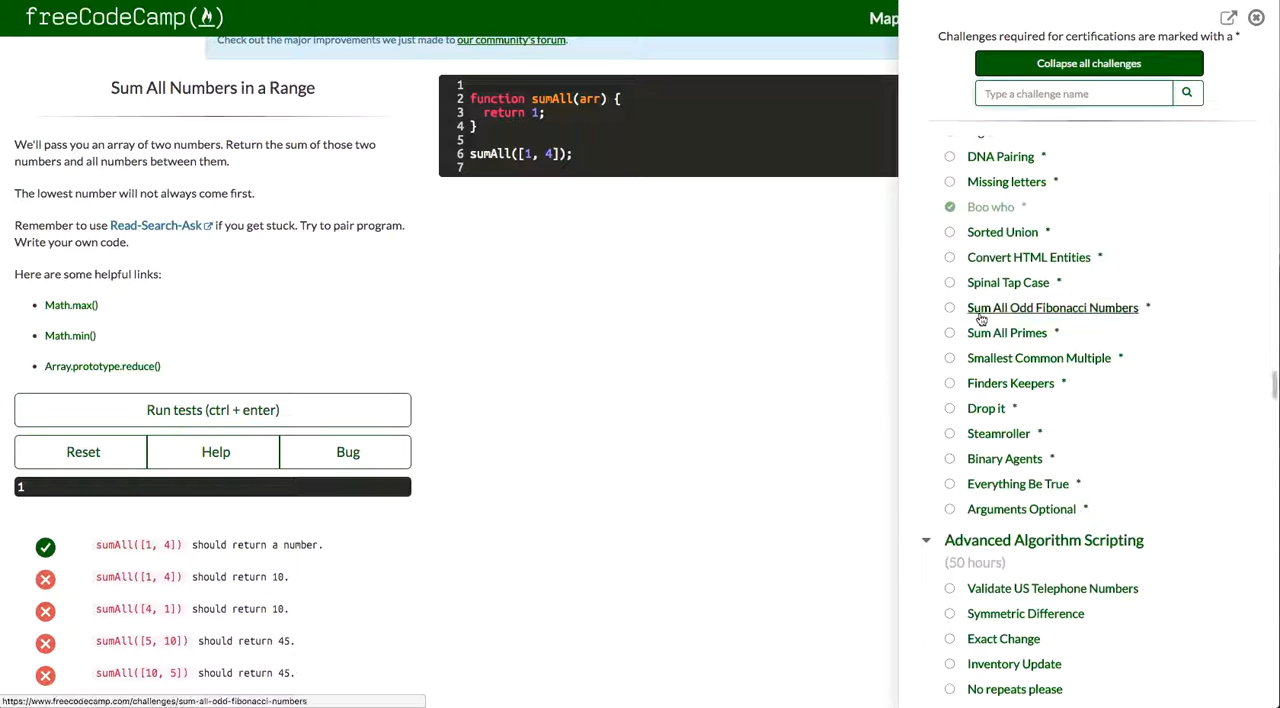 freeCodeCamp(🔥)
Map
Check out the major improvements we just made to our community's forum.
Sum All Numbers in a Range
We'll pass you an array of two numbers. Return the sum of those two
numbers and all numbers between them.
The lowest number will not always come first.
Remember to use Read-Search-Ask if you get stuck. Try to pair program.
Write your own code.
Here are some helpful links:
Math.max()
Math.min()
Array.prototype.reduce()
Run tests (ctrl + enter)
Reset
Help
Bug
1
sumAll([1, 4]) should return a number.
sumAll([1, 4]) should return 10.
sumAll([4, 1]) should return 10.
sumAll([5, 10]) should return 45.
sumAll([10, 5]) should return 45.
https://www.freecodecamp.com/challenges/sum-all-odd-fibonacci-numbers
1
2 function sumAll(arr) {
3 return 1;
4 }
5
6 sumAll([1, 4]);
7
Challenges required for certifications are marked with a *
Collapse all challenges
Type a challenge name
DNA Pairing *
Missing letters *
Boo who *
Sorted Union *
Convert HTML Entities *
Spinal Tap Case *
Sum All Odd Fibonacci Numbers *
Sum All Primes *
Smallest Common Multiple *
Finders Keepers *
Drop it *
Steamroller *
Binary Agents *
Everything Be True *
Arguments Optional *
Advanced Algorithm Scripting
(50 hours)
Validate US Telephone Numbers
Symmetric Difference
Exact Change
Inventory Update
No repeats please